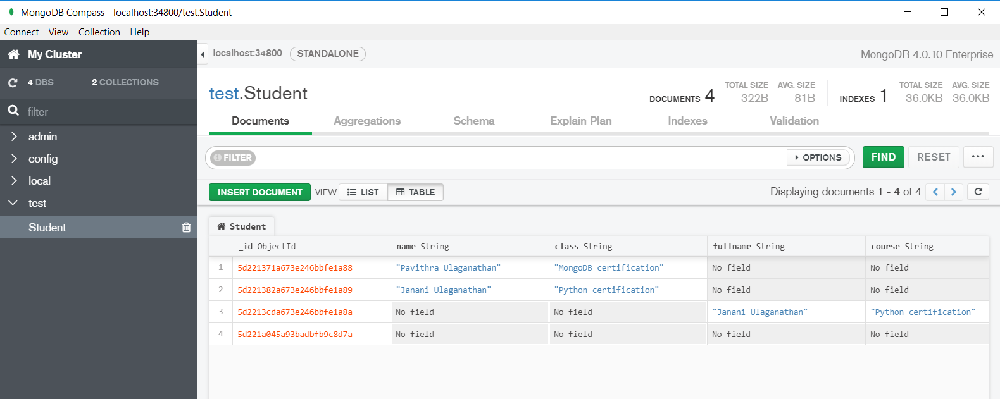 MongoDB Compass - localhost:34800/test.Student
Connect View Collection Help
My Cluster
4 DBS 2 COLLECTIONS
filter
admin
config
local
test
Student
localhost:34800 STANDALONE MongoDB 4.0.10 Enterprise
test.Student
DOCUMENTS 4 TOTAL SIZE 322B AVG. SIZE 81B INDEXES 1 TOTAL SIZE 36.0KB AVG. SIZE 36.0KB
Documents Aggregations Schema Explain Plan Indexes Validation
FILTER OPTIONS FIND RESET ...
INSERT DOCUMENT VIEW LIST TABLE Displaying documents 1 - 4 of 4
Student
_id ObjectId name String class String fullname String course String
1 5d221371a673e246bbfe1a88 "Pavithra Ulaganathan" "MongoDB certification" No field No field
2 5d221382a673e246bbfe1a89 "Janani Ulaganathan" "Python certification" No field No field
3 5d2213cda673e246bbfe1a8a No field No field "Janani Ulaganathan" "Python certification"
4 5d221a045a93badbfb9c8d7a No field No field No field No field